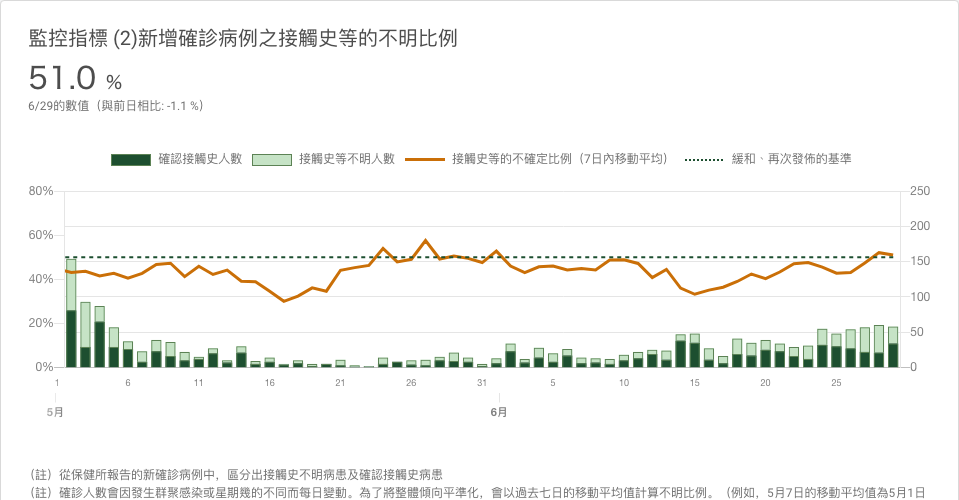 監控指標 (2)新增確診病例之接觸史等的不明比例
51.0 %
6/29的數值（與前日相比: -1.1 %）
確認接觸史人數 接觸史等不明人數 接觸史等的不確定比例（7日內移動平均） 緩和、再次發佈的基準
80% 250
200
60%
150
40%
100
20%
50
0% 0
1 6 11 16 21 26 31 5 10 15 20 25
5月 6月
（註）從保健所報告的新確診病例中，區分出接觸史不明病患及確認接觸史病患
（註）確診人數會因發生群聚感染或星期幾的不同而每日變動。為了將整體傾向平準化，會以過去七日的移動平均值計算不明比例。（例如，5月7日的移動平均值為5月1日